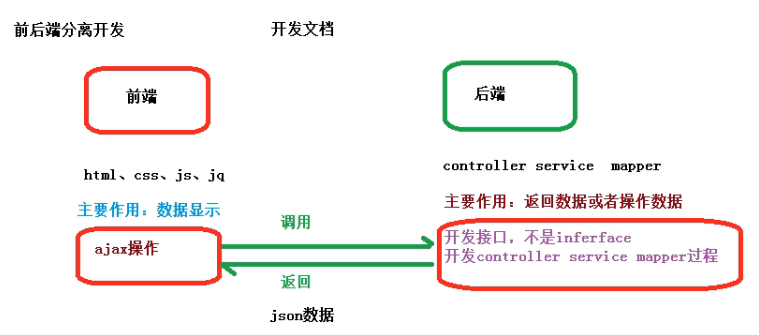 前后端分离开发
开发文档
前端
后端
html、css、js、jq
controller service mapper
主要作用：数据显示
主要作用：返回数据或者操作数据
ajax操作
调用
开发接口，不是inferface
开发controller service mapper过程
返回
json数据